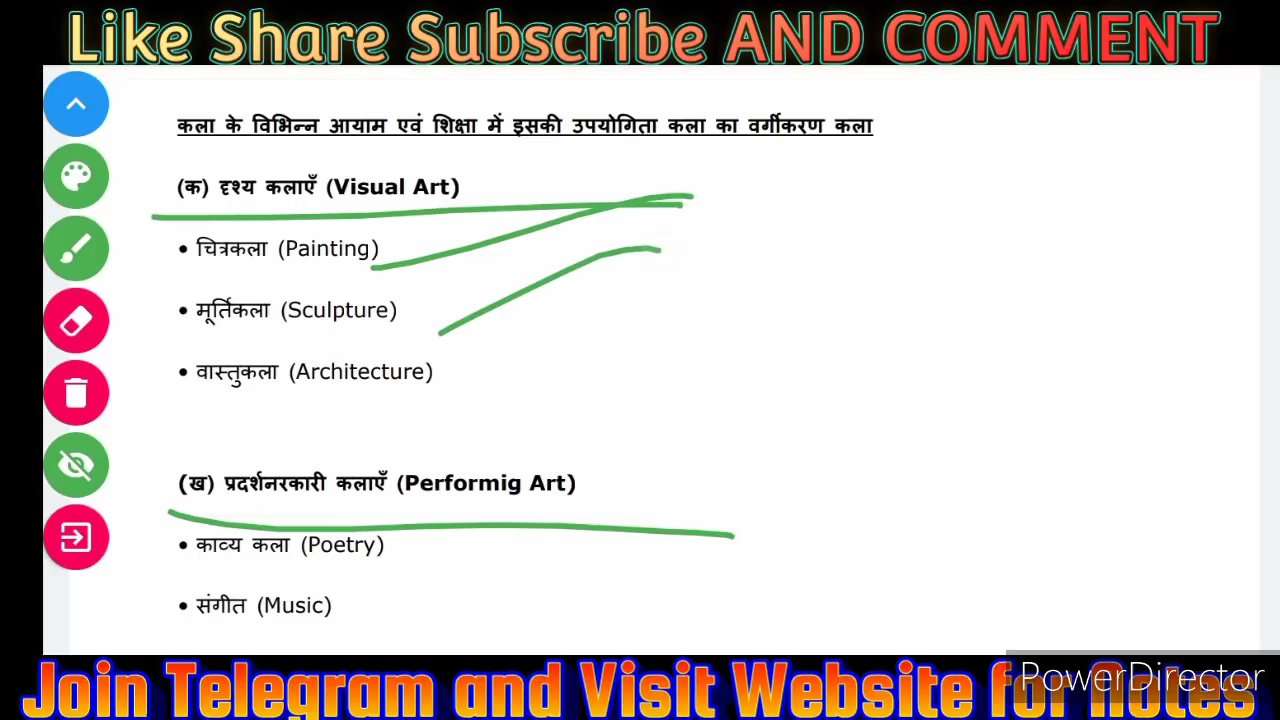 Like Share Subscribe AND COMMENT
कला के विभिन्न आयाम एवं शिक्षा में इसकी उपयोगिता कला का वर्गीकरण कला
(क) दृश्य कलाएँ (Visual Art)
• चित्रकला (Painting)
• मूर्तिकला (Sculpture)
• वास्तुकला (Architecture)
(ख) प्रदर्शनरकारी कलाएँ (Performig Art)
• काव्य कला (Poetry)
• संगीत (Music)
PowerDirector
Join Telegram and Visit Website for Notes